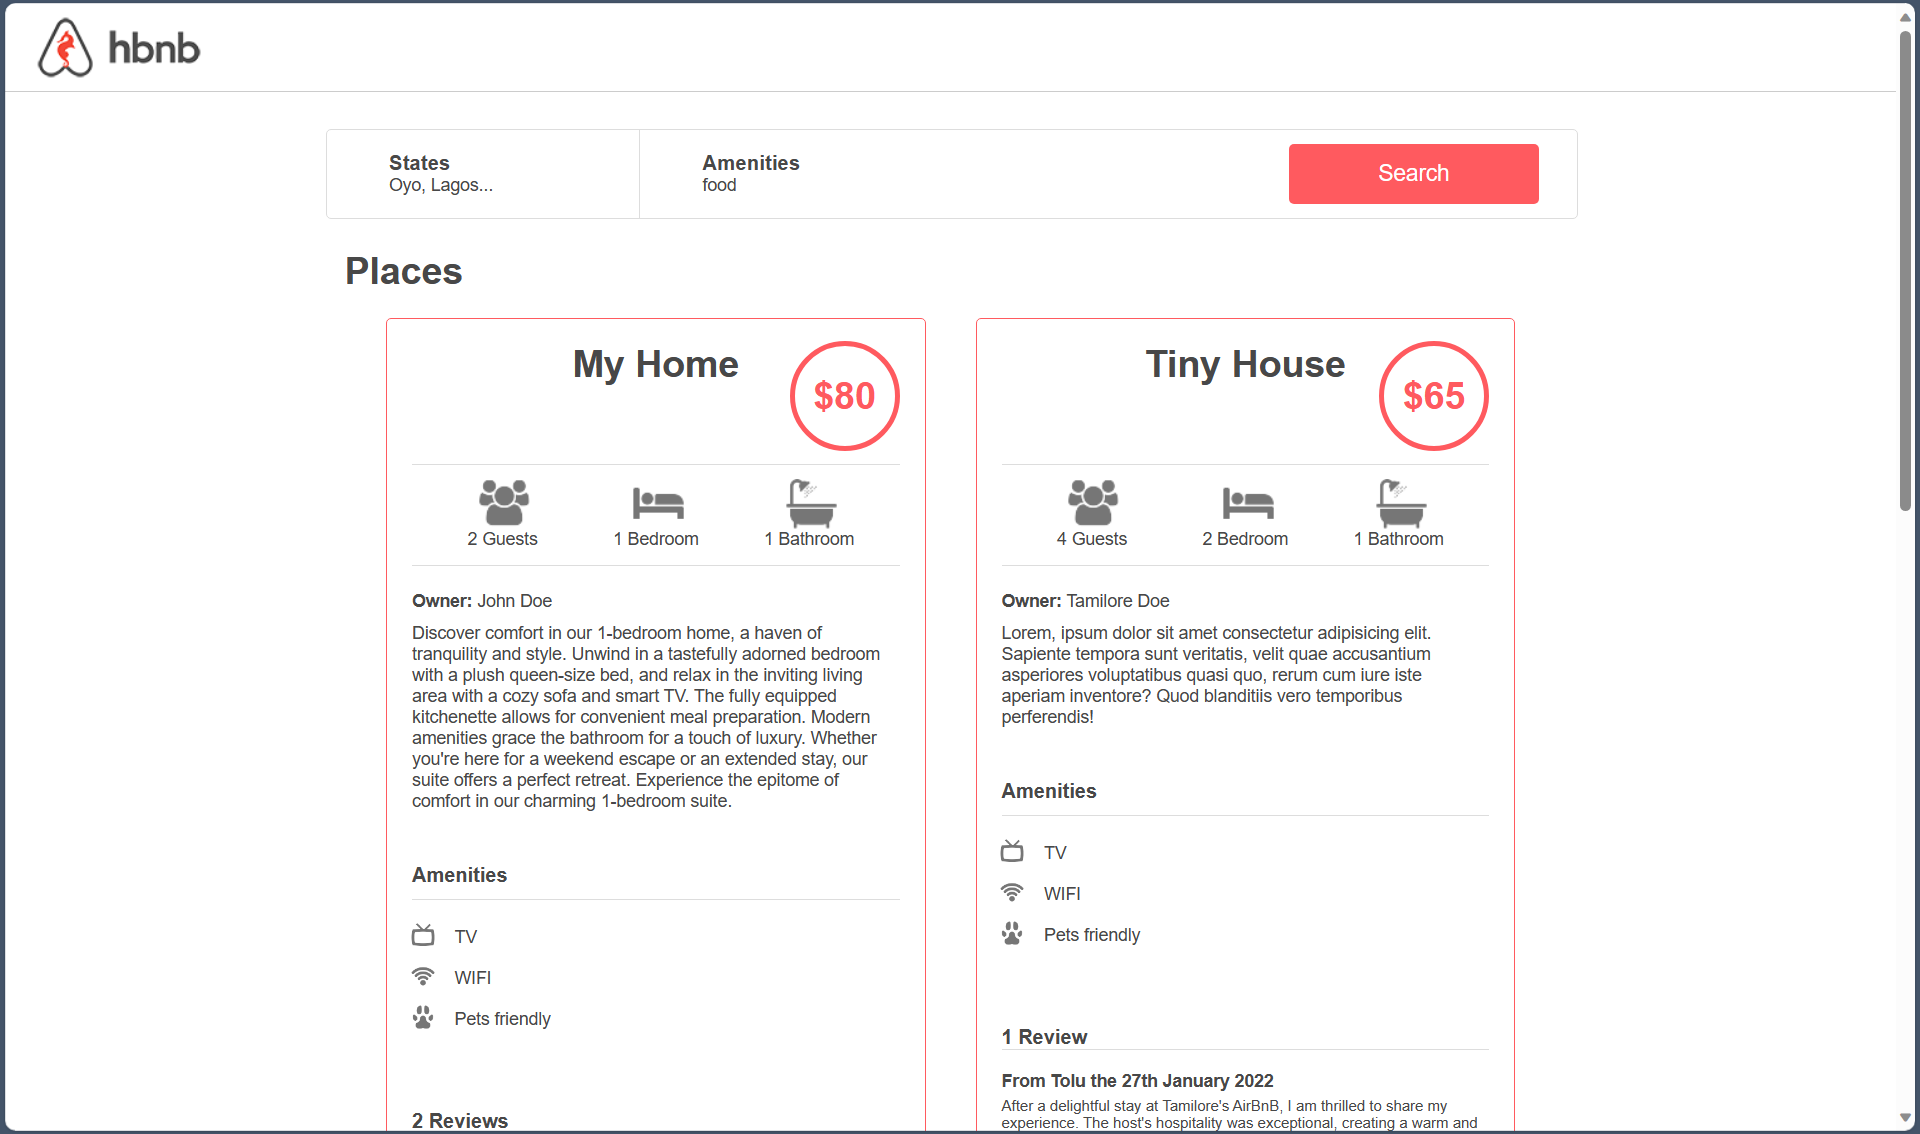 hbnb
States
Oyo, Lagos...
Amenities
food
Search
Places
My Home
$80
2 Guests
1 Bedroom
1 Bathroom
Owner: John Doe
Discover comfort in our 1-bedroom home, a haven of
tranquility and style. Unwind in a tastefully adorned bedroom
with a plush queen-size bed, and relax in the inviting living
area with a cozy sofa and smart TV. The fully equipped
kitchenette allows for convenient meal preparation. Modern
amenities grace the bathroom for a touch of luxury. Whether
you're here for a weekend escape or an extended stay, our
suite offers a perfect retreat. Experience the epitome of
comfort in our charming 1-bedroom suite.
Amenities
TV
WIFI
Pets friendly
2 Reviews
Tiny House
$65
4 Guests
2 Bedroom
1 Bathroom
Owner: Tamilore Doe
Lorem, ipsum dolor sit amet consectetur adipisicing elit.
Sapiente tempora sunt veritatis, velit quae accusantium
asperiores voluptatibus quasi quo, rerum cum iure iste
aperiam inventore? Quod blanditiis vero temporibus
perferendis!
Amenities
TV
WIFI
Pets friendly
1 Review
From Tolu the 27th January 2022
After a delightful stay at Tamilore's AirBnB, I am thrilled to share my
experience. The host's hospitality was exceptional, creating a warm and